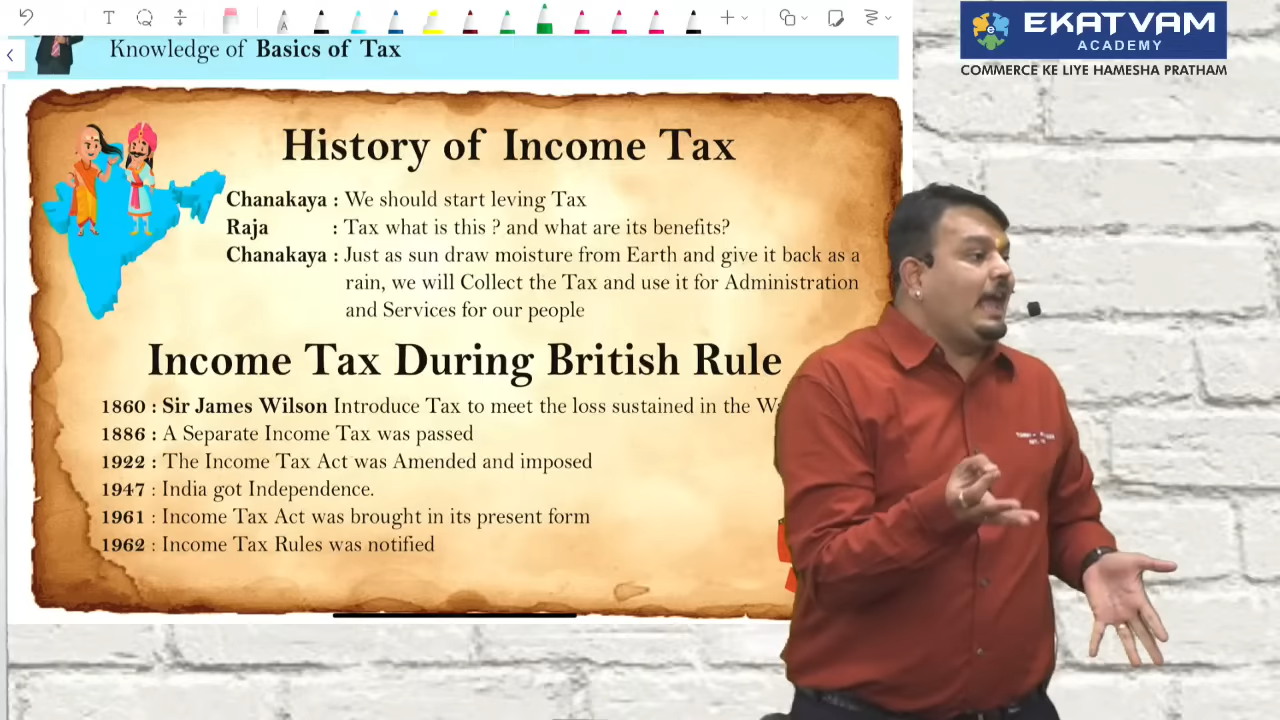 EKATVAM
ACADEMY
COMMERCE KE LIYE HAMESHA PRATHAM
Knowledge of Basics of Tax
History of Income Tax
Chanakaya : We should start leving Tax
Raja : Tax what is this ? and what are its benefits?
Chanakaya : Just as sun draw moisture from Earth and give it back as a
rain, we will Collect the Tax and use it for Administration
and Services for our people
Income Tax During British Rule
1860 : Sir James Wilson Introduce Tax to meet the loss sustained in the
1886 : A Separate Income Tax was passed
1922 : The Income Tax Act was Amended and imposed
1947 : India got Independence.
1961 : Income Tax Act was brought in its present form
1962 : Income Tax Rules was notified